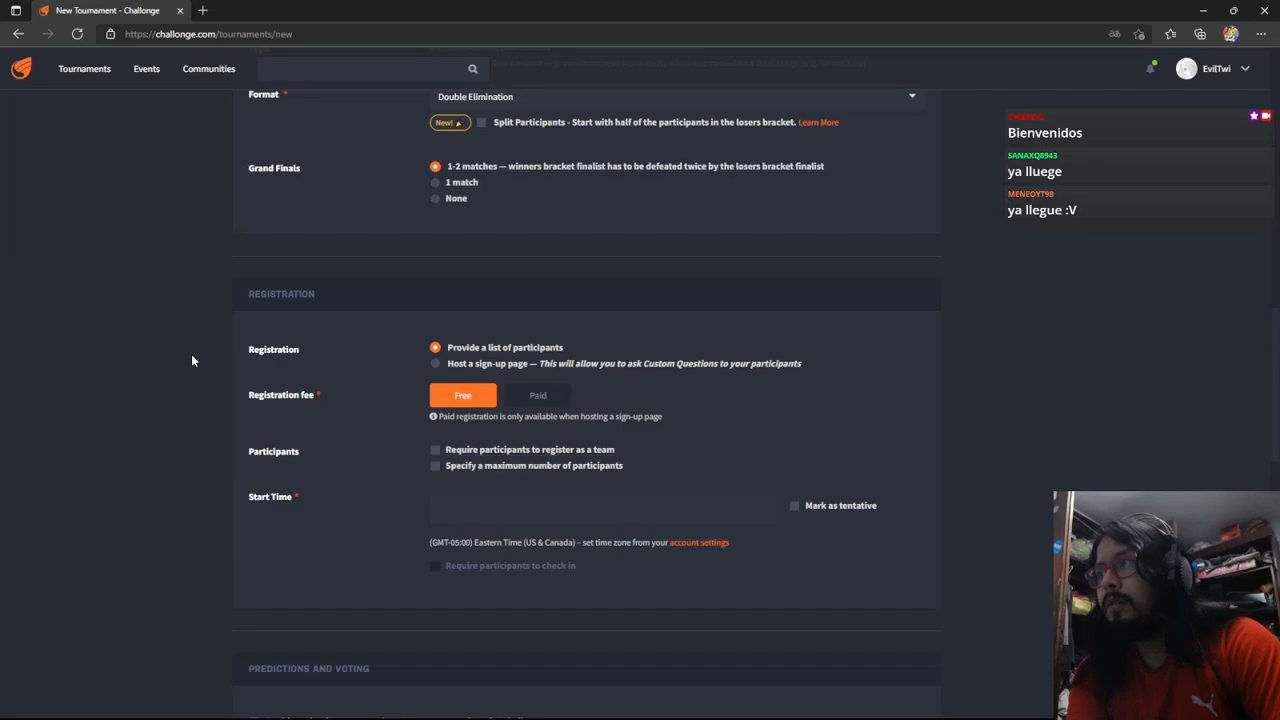 New Tournament - Challonge
https://challonge.com/tournaments/new
Tournaments
Events
Communities
EvilTwi
Format *
Double Elimination
New!
Split Participants - Start with half of the participants in the losers bracket. Learn More
Grand Finals
1-2 matches — winners bracket finalist has to be defeated twice by the losers bracket finalist
1 match
None
REGISTRATION
Registration
Provide a list of participants
Host a sign-up page — This will allow you to ask Custom Questions to your participants
Registration fee *
Free
Paid
Paid registration is only available when hosting a sign-up page
Participants
Require participants to register as a team
Specify a maximum number of participants
Start Time *
Mark as tentative
(GMT-05:00) Eastern Time (US & Canada) – set time zone from your account settings
Require participants to check in
PREDICTIONS AND VOTING
Bienvenidos
SANAXQ8943
ya lluege
MENEOYT98
ya llegue :V